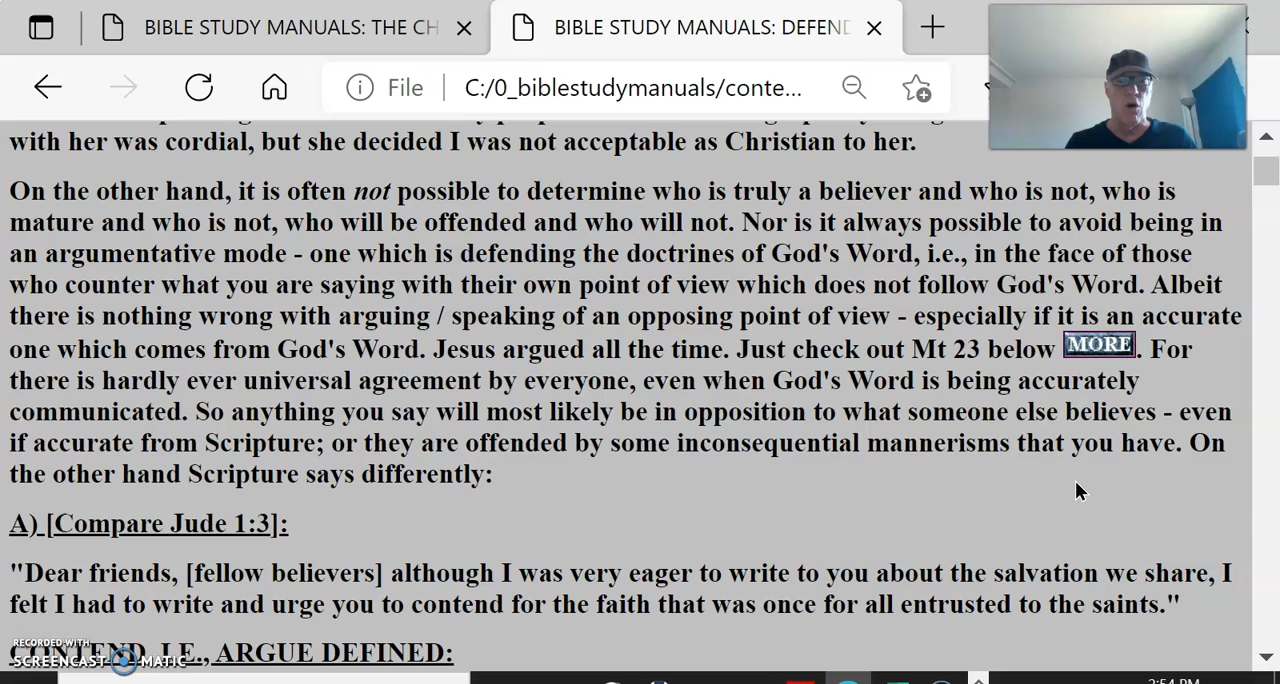 BIBLE STUDY MANUALS: THE CH
BIBLE STUDY MANUALS: DEFEND
File
C:/0_biblestudymanuals/conte...
with her was cordial, but she decided I was not acceptable as Christian to her.
On the other hand, it is often not possible to determine who is truly a believer and who is not, who is
mature and who is not, who will be offended and who will not. Nor is it always possible to avoid being in
an argumentative mode - one which is defending the doctrines of God's Word, i.e., in the face of those
who counter what you are saying with their own point of view which does not follow God's Word. Albeit
there is nothing wrong with arguing / speaking of an opposing point of view - especially if it is an accurate
one which comes from God's Word. Jesus argued all the time. Just check out Mt 23 below MORE. For
there is hardly ever universal agreement by everyone, even when God's Word is being accurately
communicated. So anything you say will most likely be in opposition to what someone else believes - even
if accurate from Scripture; or they are offended by some inconsequential mannerisms that you have. On
the other hand Scripture says differently:
A) [Compare Jude 1:3]:
"Dear friends, [fellow believers] although I was very eager to write to you about the salvation we share, I
felt I had to write and urge you to contend for the faith that was once for all entrusted to the saints."
CONTEND, I.E., ARGUE DEFINED:
RECORDED WITH
SCREENCAST MATIC
2:54 PM